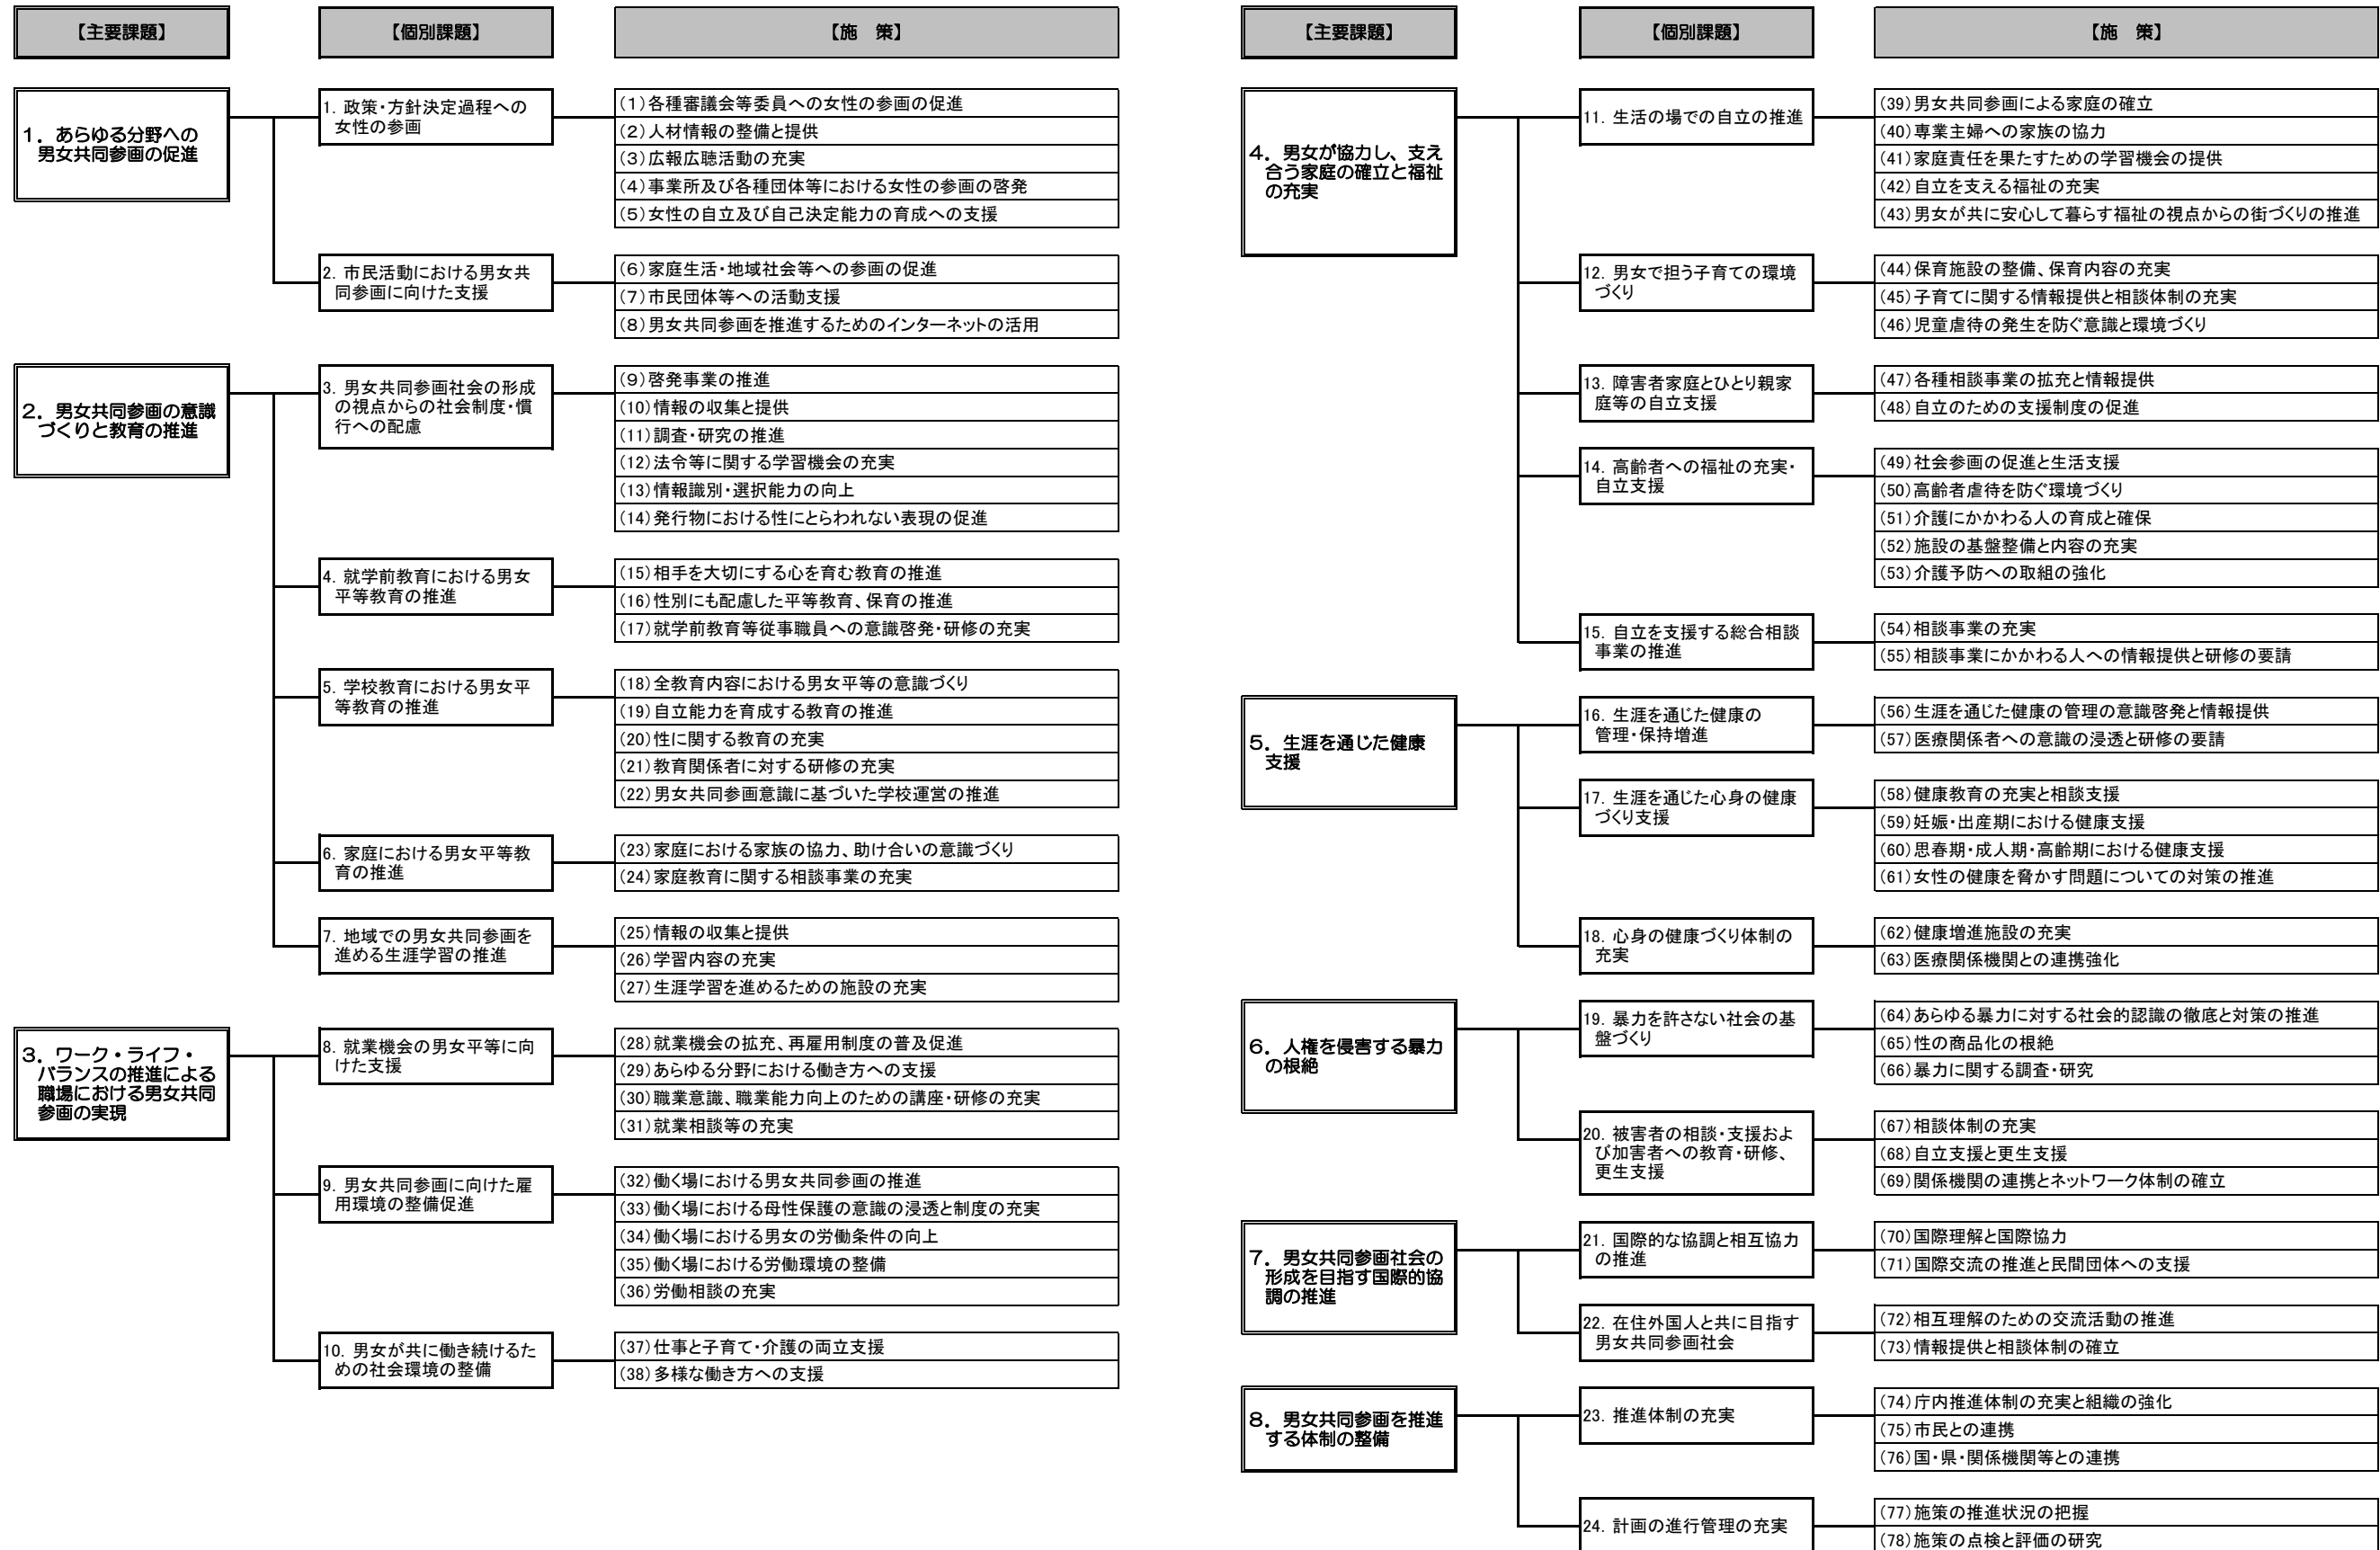 【主要課題】
【個別課題】
【施　策】
1．あらゆる分野への
男女共同参画の促進
1. 政策・方針決定過程への
女性の参画
(1)各種審議会等委員への女性の参画の促進
(2)人材情報の整備と提供
(3)広報広聴活動の充実
(4)事業所及び各種団体等における女性の参画の啓発
(5)女性の自立及び自己決定能力の育成への支援
2. 市民活動における男女共
同参画に向けた支援
(6)家庭生活・地域社会等への参画の促進
(7)市民団体等への活動支援
(8)男女共同参画を推進するためのインターネットの活用
2．男女共同参画の意識
づくりと教育の推進
3. 男女共同参画社会の形成
の視点からの社会制度・慣
行への配慮
(9)啓発事業の推進
(10)情報の収集と提供
(11)調査・研究の推進
(12)法令等に関する学習機会の充実
(13)情報識別・選択能力の向上
(14)発行物における性にとらわれない表現の促進
4. 就学前教育における男女
平等教育の推進
(15)相手を大切にする心を育む教育の推進
(16)性別にも配慮した平等教育、保育の推進
(17)就学前教育等従事職員への意識啓発・研修の充実
5. 学校教育における男女平
等教育の推進
(18)全教育内容における男女平等の意識づくり
(19)自立能力を育成する教育の推進
(20)性に関する教育の充実
(21)教育関係者に対する研修の充実
(22)男女共同参画意識に基づいた学校運営の推進
6. 家庭における男女平等教
育の推進
(23)家庭における家族の協力、助け合いの意識づくり
(24)家庭教育に関する相談事業の充実
7. 地域での男女共同参画を
進める生涯学習の推進
(25)情報の収集と提供
(26)学習内容の充実
(27)生涯学習を進めるための施設の充実
3．ワーク・ライフ・
バランスの推進による
職場における男女共同
参画の実現
8. 就業機会の男女平等に向
けた支援
(28)就業機会の拡充、再雇用制度の普及促進
(29)あらゆる分野における働き方への支援
(30)職業意識、職業能力向上のための講座・研修の充実
(31)就業相談等の充実
9. 男女共同参画に向けた雇
用環境の整備促進
(32)働く場における男女共同参画の推進
(33)働く場における母性保護の意識の浸透と制度の充実
(34)働く場における男女の労働条件の向上
(35)働く場における労働環境の整備
(36)労働相談の充実
10. 男女が共に働き続けるた
めの社会環境の整備
(37)仕事と子育て・介護の両立支援
(38)多様な働き方への支援
【主要課題】
【個別課題】
【施　策】
4．男女が協力し、支え
合う家庭の確立と福祉
の充実
11. 生活の場での自立の推進
(39)男女共同参画による家庭の確立
(40)専業主婦への家族の協力
(41)家庭責任を果たすための学習機会の提供
(42)自立を支える福祉の充実
(43)男女が共に安心して暮らす福祉の視点からの街づくりの推進
12. 男女で担う子育ての環境
づくり
(44)保育施設の整備、保育内容の充実
(45)子育てに関する情報提供と相談体制の充実
(46)児童虐待の発生を防ぐ意識と環境づくり
13. 障害者家庭とひとり親家
庭等の自立支援
(47)各種相談事業の拡充と情報提供
(48)自立のための支援制度の促進
14. 高齢者への福祉の充実・
自立支援
(49)社会参画の促進と生活支援
(50)高齢者虐待を防ぐ環境づくり
(51)介護にかかわる人の育成と確保
(52)施設の基盤整備と内容の充実
(53)介護予防への取組の強化
15. 自立を支援する総合相談
事業の推進
(54)相談事業の充実
(55)相談事業にかかわる人への情報提供と研修の要請
5．生涯を通じた健康
支援
16. 生涯を通じた健康の
管理・保持増進
(56)生涯を通じた健康の管理の意識啓発と情報提供
(57)医療関係者への意識の浸透と研修の要請
17. 生涯を通じた心身の健康
づくり支援
(58)健康教育の充実と相談支援
(59)妊娠・出産期における健康支援
(60)思春期・成人期・高齢期における健康支援
(61)女性の健康を脅かす問題についての対策の推進
18. 心身の健康づくり体制の
充実
(62)健康増進施設の充実
(63)医療関係機関との連携強化
6．人権を侵害する暴力
の根絶
19. 暴力を許さない社会の基
盤づくり
(64)あらゆる暴力に対する社会的認識の徹底と対策の推進
(65)性の商品化の根絶
(66)暴力に関する調査・研究
20. 被害者の相談・支援およ
び加害者への教育・研修、
更生支援
(67)相談体制の充実
(68)自立支援と更生支援
(69)関係機関の連携とネットワーク体制の確立
7．男女共同参画社会の
形成を目指す国際的協
調の推進
21. 国際的な協調と相互協力
の推進
(70)国際理解と国際協力
(71)国際交流の推進と民間団体への支援
22. 在住外国人と共に目指す
男女共同参画社会
(72)相互理解のための交流活動の推進
(73)情報提供と相談体制の確立
8．男女共同参画を推進
する体制の整備
23. 推進体制の充実
(74)庁内推進体制の充実と組織の強化
(75)市民との連携
(76)国・県・関係機関等との連携
24. 計画の進行管理の充実
(77)施策の推進状況の把握
(78)施策の点検と評価の研究